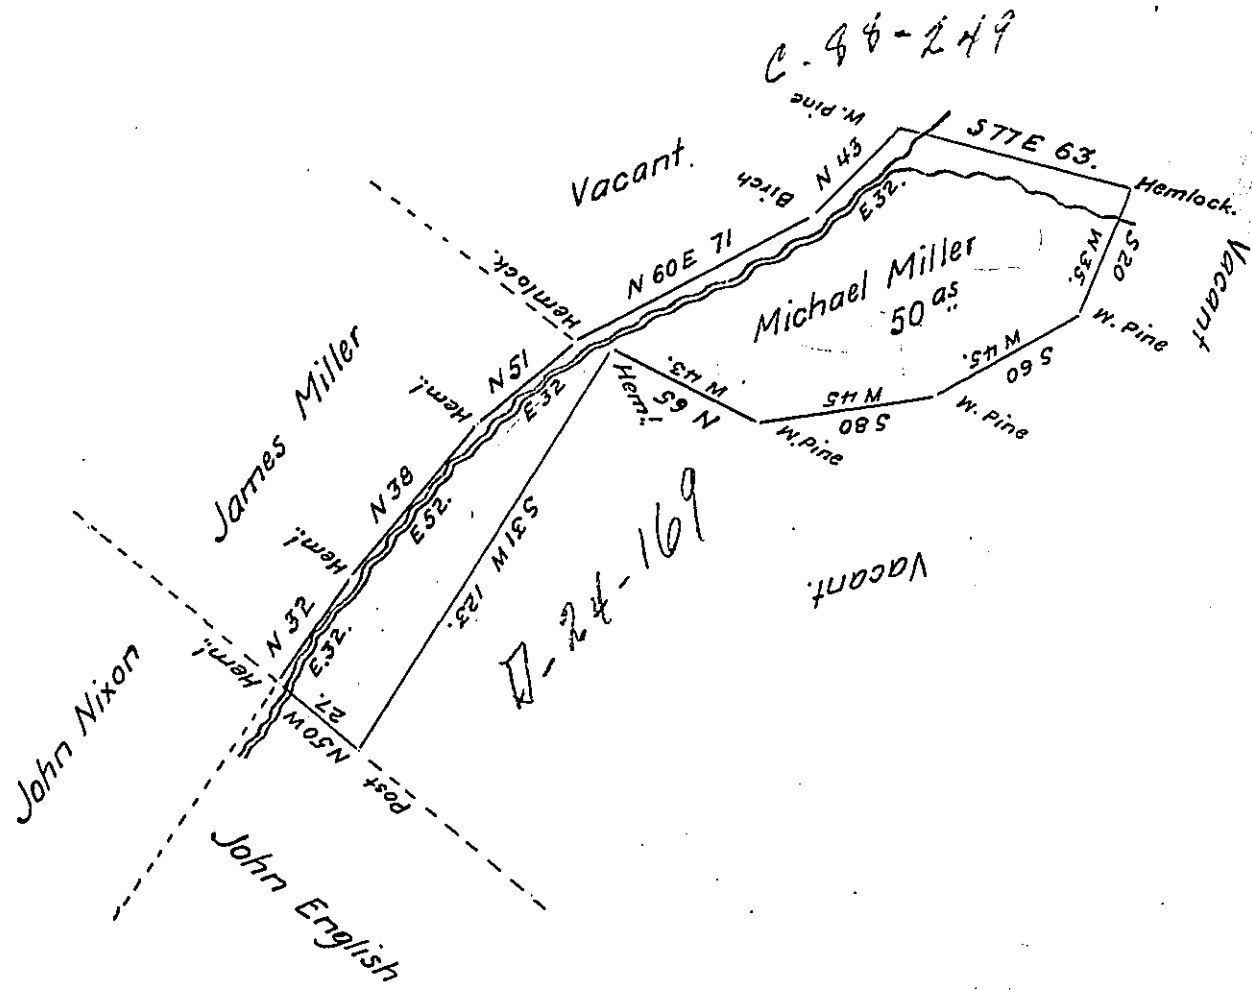 C. 88-249
W. Pine
S 77 E 63.
N 43
E 32.
Hemlock.
Vacant.
Birch
N 60 E 71
Hemlock.
Michael Miller
50 as
S 20
W 35.
Vacant
W. Pine
S 60
W 45.
W. Pine
S 80
W 45
W. Pine
N 65
W 43.
Hem!
N 51
E 32
Hem!
James Miller
N 38
E 52.
Hem!
S 31 W 123.
D-24-169
Vacant.
N 32
E 32.
Hem!
N 50 W
27.
Post
John Nixon
John English